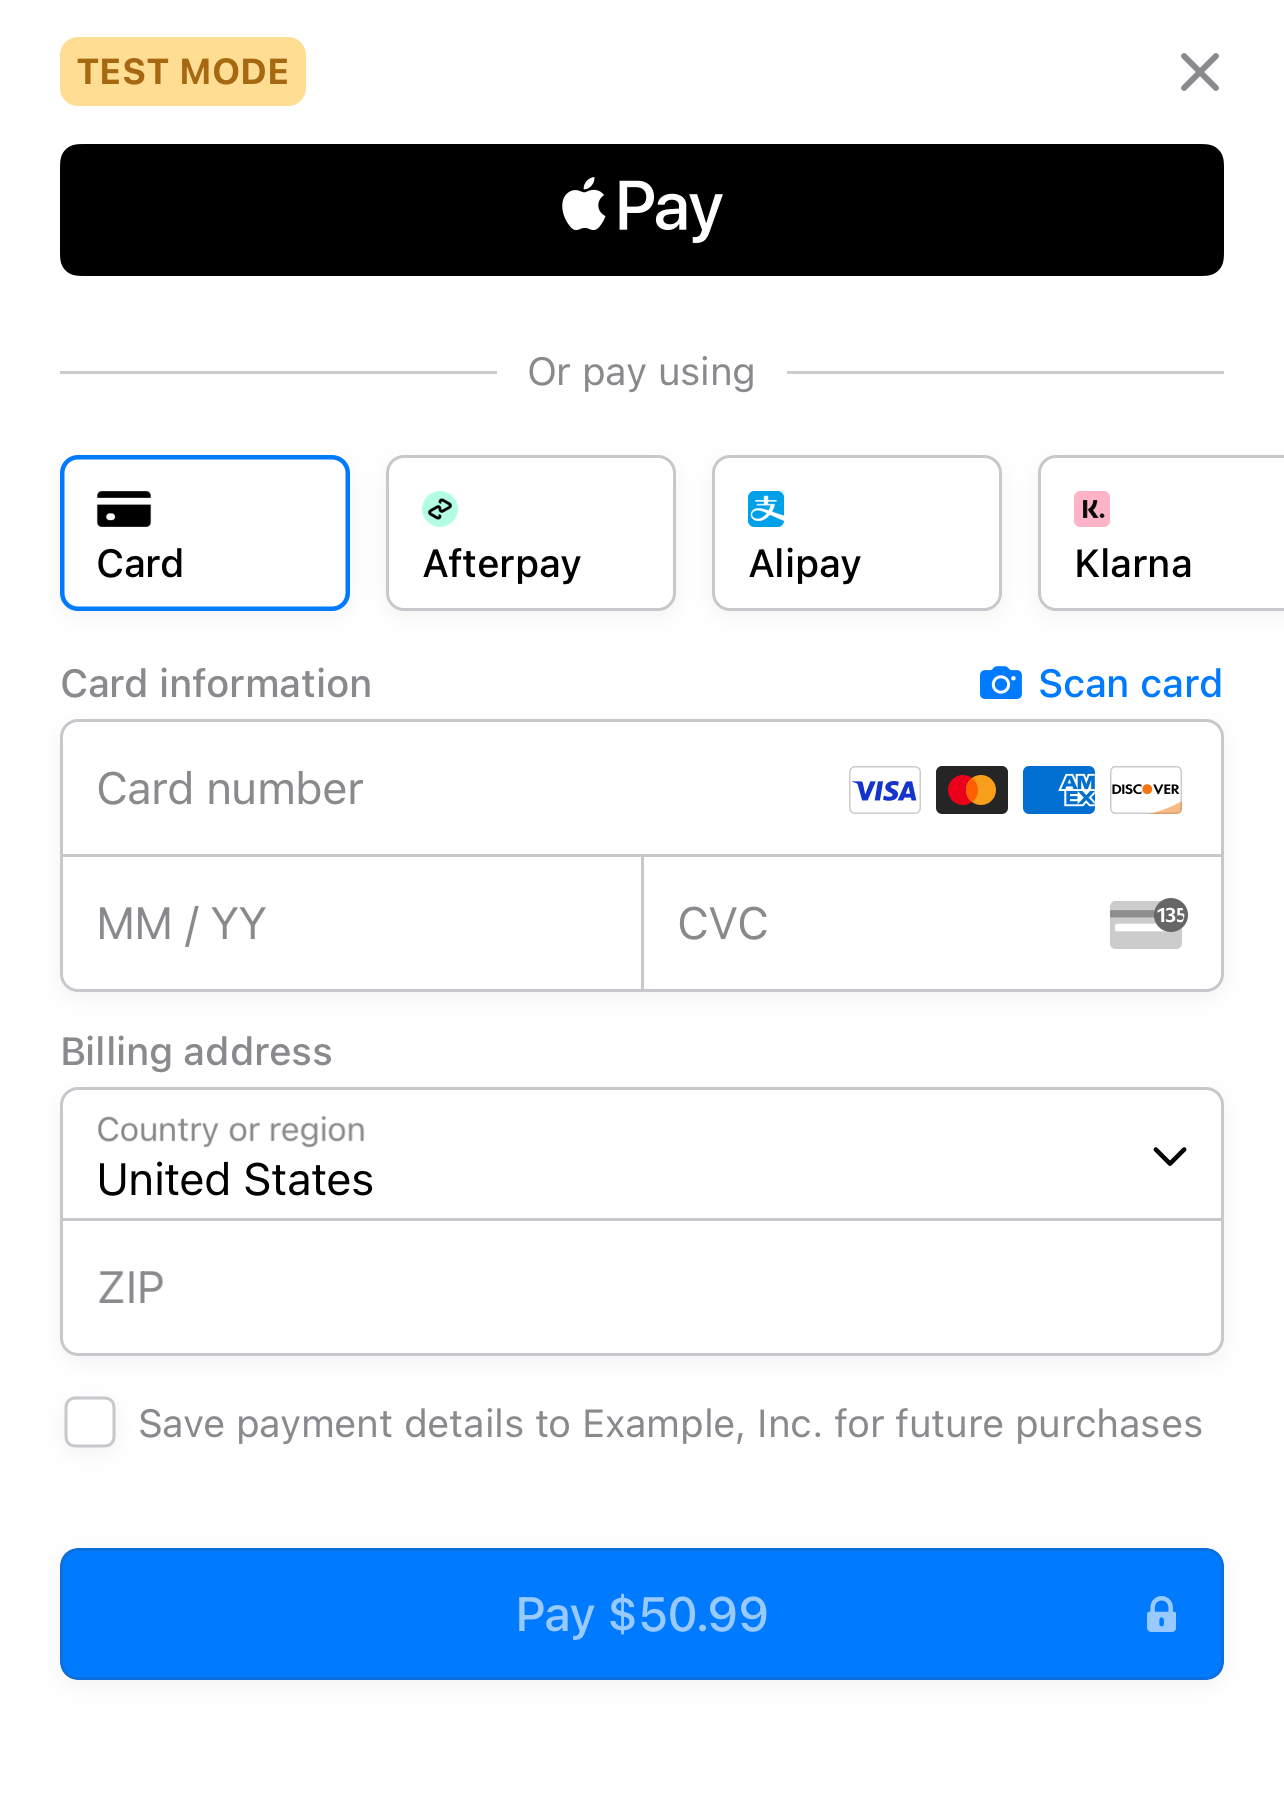 TEST MODE
Pay
Or pay using
Card
Afterpay
支
Alipay
K.
Klarna
Card information
Scan card
Card number
VISA
AMEX
DISCOVER
MM / YY
CVC
135
Billing address
Country or region
United States
ZIP
Save payment details to Example, Inc. for future purchases
Pay $50.99